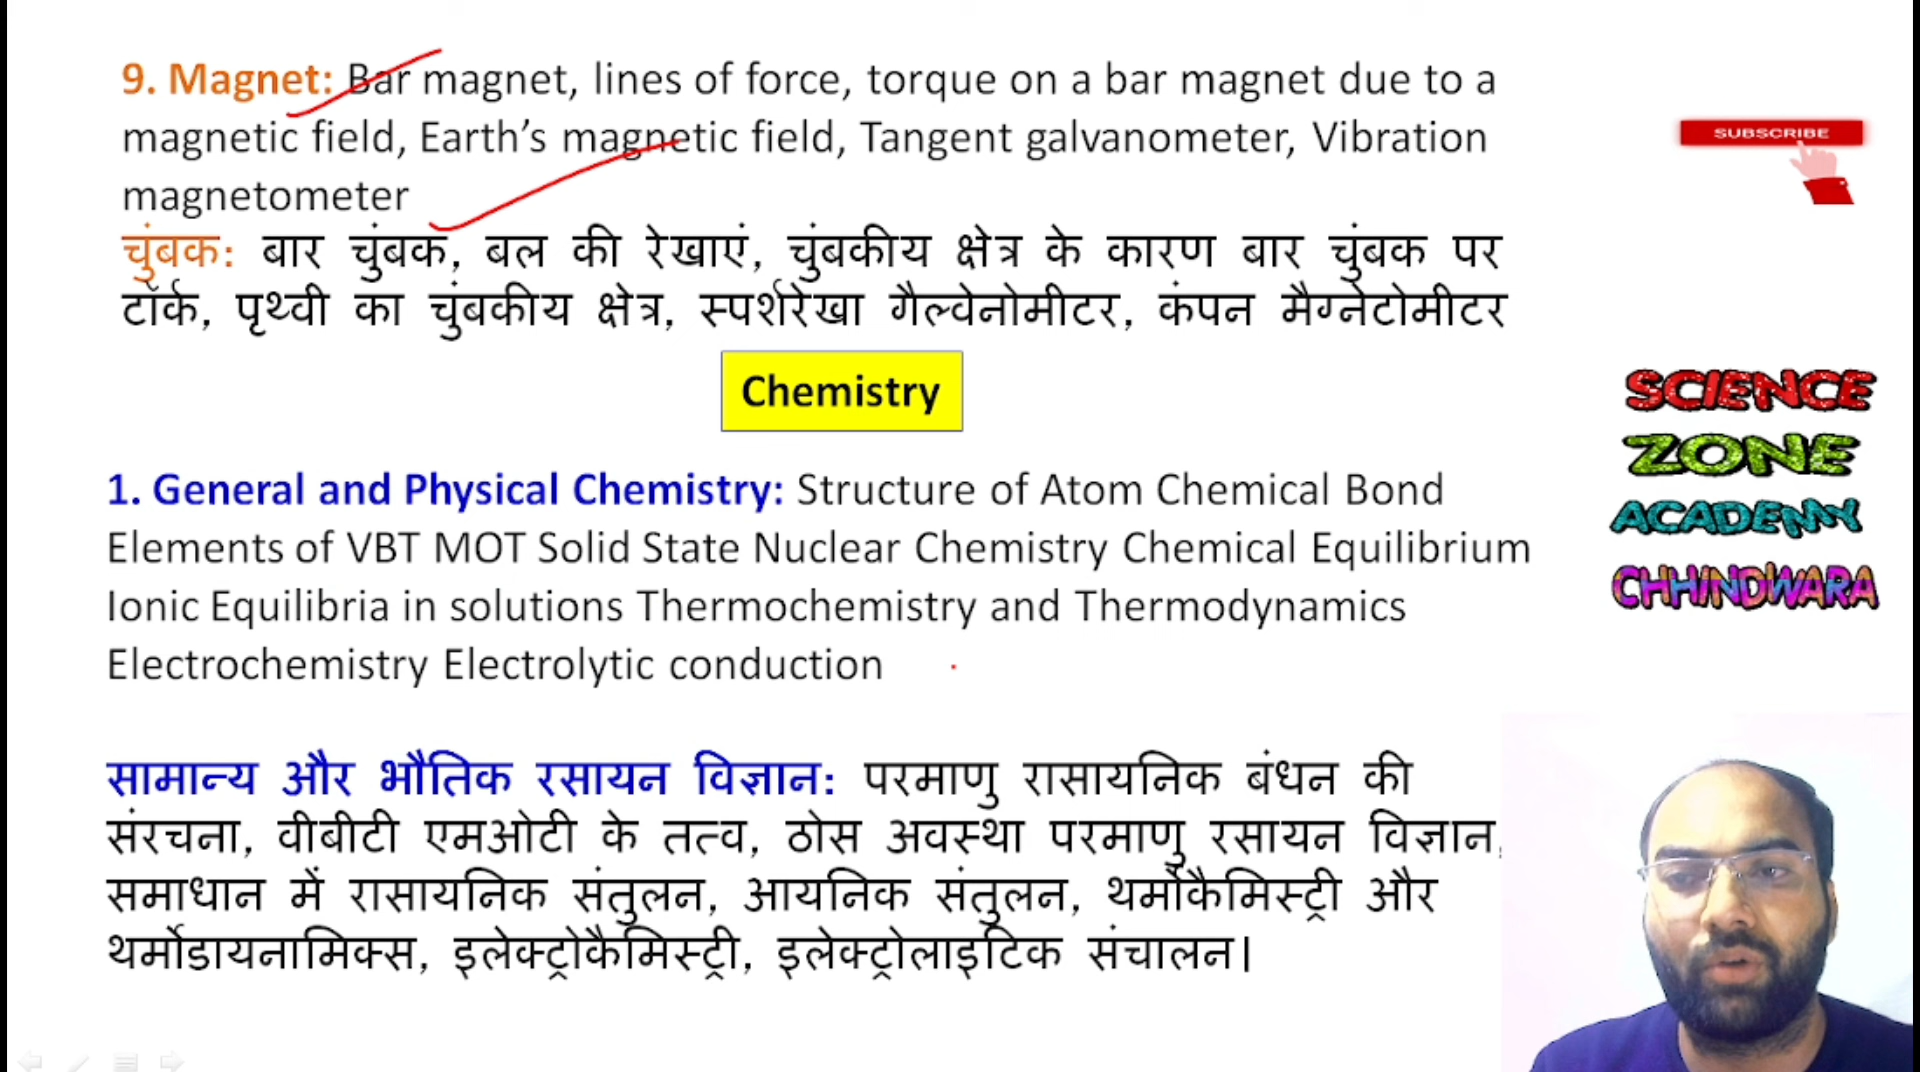 9. Magnet: Bar magnet, lines of force, torque on a bar magnet due to a
magnetic field, Earth's magnetic field, Tangent galvanometer, Vibration
magnetometer
चुंबक: बार चुंबक, बल की रेखाएं, चुंबकीय क्षेत्र के कारण बार चुंबक पर
टॉर्क, पृथ्वी का चुंबकीय क्षेत्र, स्पर्शरेखा गैल्वेनोमीटर, कंपन मैग्नेटोमीटर
Chemistry
1. General and Physical Chemistry: Structure of Atom Chemical Bond
Elements of VBT MOT Solid State Nuclear Chemistry Chemical Equilibrium
Ionic Equilibria in solutions Thermochemistry and Thermodynamics
Electrochemistry Electrolytic conduction
सामान्य और भौतिक रसायन विज्ञान: परमाणु रासायनिक बंधन की
संरचना, वीबीटी एमओटी के तत्व, ठोस अवस्था परमाणु रसायन विज्ञान,
समाधान में रासायनिक संतुलन, आयनिक संतुलन, थर्मोकैमिस्ट्री और
थर्मोडायनामिक्स, इलेक्ट्रोकैमिस्ट्री, इलेक्ट्रोलाइटिक संचालन।
SUBSCRIBE
SCIENCE
ZONE
ACADEMY
CHHINDWARA